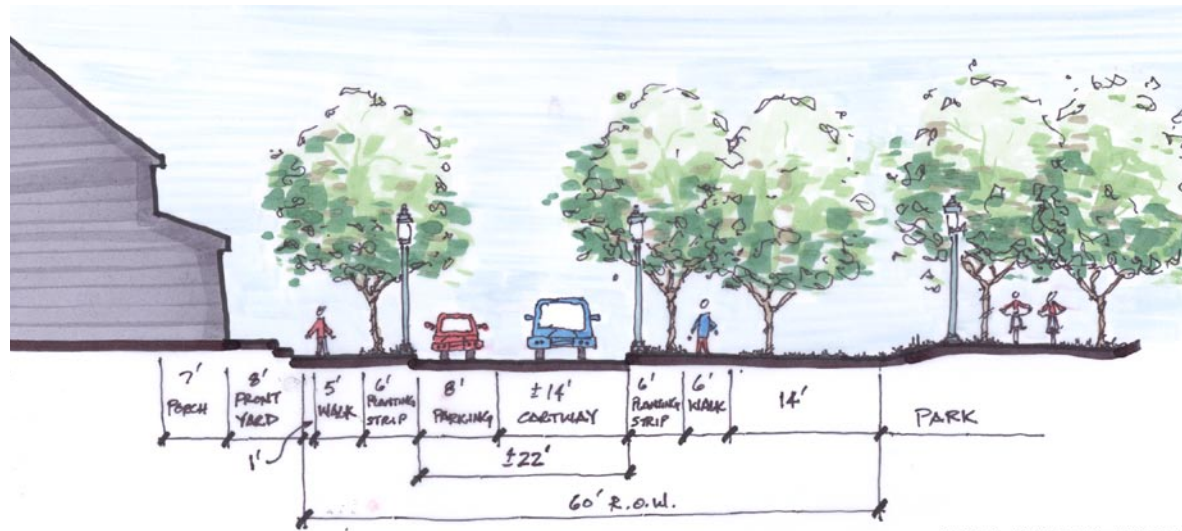 7'
PORCH
8'
FRONT
YARD
1'
5'
WALK
6'
PLANTING
STRIP
8'
PARKING
±14'
CARTWAY
6'
PLANTING
STRIP
6'
WALK
14'
PARK
±22'
60' R.O.W.